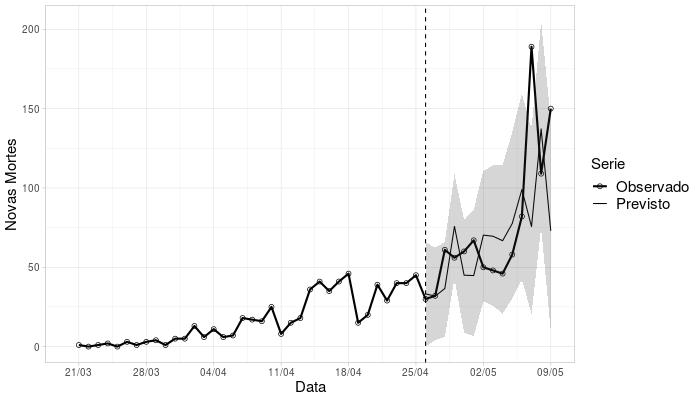 200
150
100
50
0
Novas Mortes
21/03 28/03 04/04 11/04 18/04 25/04 02/05 09/05
Data
Serie
Observado
Previsto